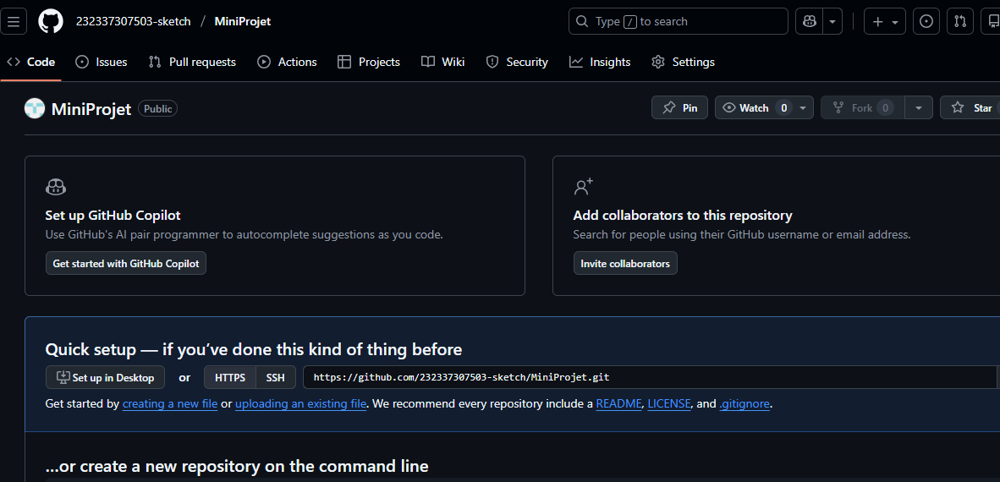 232337307503-sketch / MiniProjet Type / to search
Code Issues Pull requests Actions Projects Wiki Security Insights Settings
MiniProjet Public Pin Watch 0 Fork 0 Star
Set up GitHub Copilot
Use GitHub's AI pair programmer to autocomplete suggestions as you code.
Get started with GitHub Copilot
Add collaborators to this repository
Search for people using their GitHub username or email address.
Invite collaborators
Quick setup — if you’ve done this kind of thing before
Set up in Desktop or HTTPS SSH https://github.com/232337307503-sketch/MiniProjet.git
Get started by creating a new file or uploading an existing file. We recommend every repository include a README, LICENSE, and .gitignore.
…or create a new repository on the command line